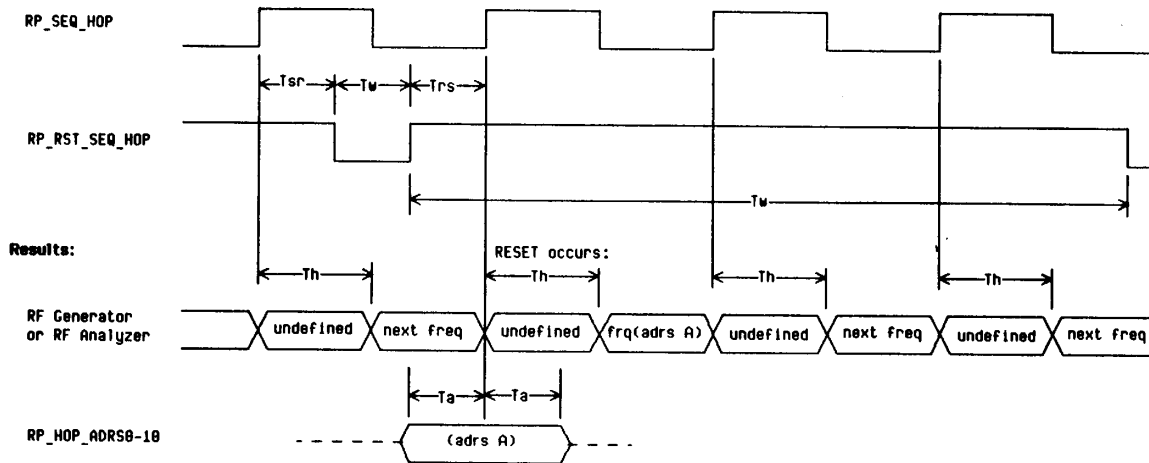 RP_SEQ_HOP
Tsr Tw Trs
RP_RST_SEQ_HOP
Tw
Results:
RESET occurs:
Th Th Th Th
RF Generator
or RF Analyzer
undefined next freq undefined frq(adrs A) undefined next freq undefined next freq
Ta Ta
RP_HOP_ADRS0-10
(adrs A)